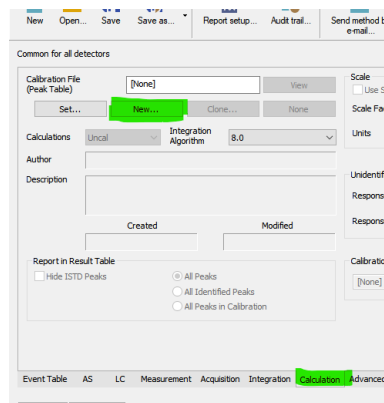 New Open... Save Save as... Report setup... Audit trail... Send method b
e-mail...
Common for all detectors
Calibration File
(Peak Table)
[None]
View
Set... New... Clone... None
Calculations Uncal Integration
Algorithm 8.0
Author
Description
Created Modified
Report in Result Table
Hide ISTD Peaks
All Peaks
All Identified Peaks
All Peaks in Calibration
Scale
Use S
Scale Fa
Units
Unidentif
Respons
Respons
Calibratio
[None]
Event Table AS LC Measurement Acquisition Integration Calculation Advanced